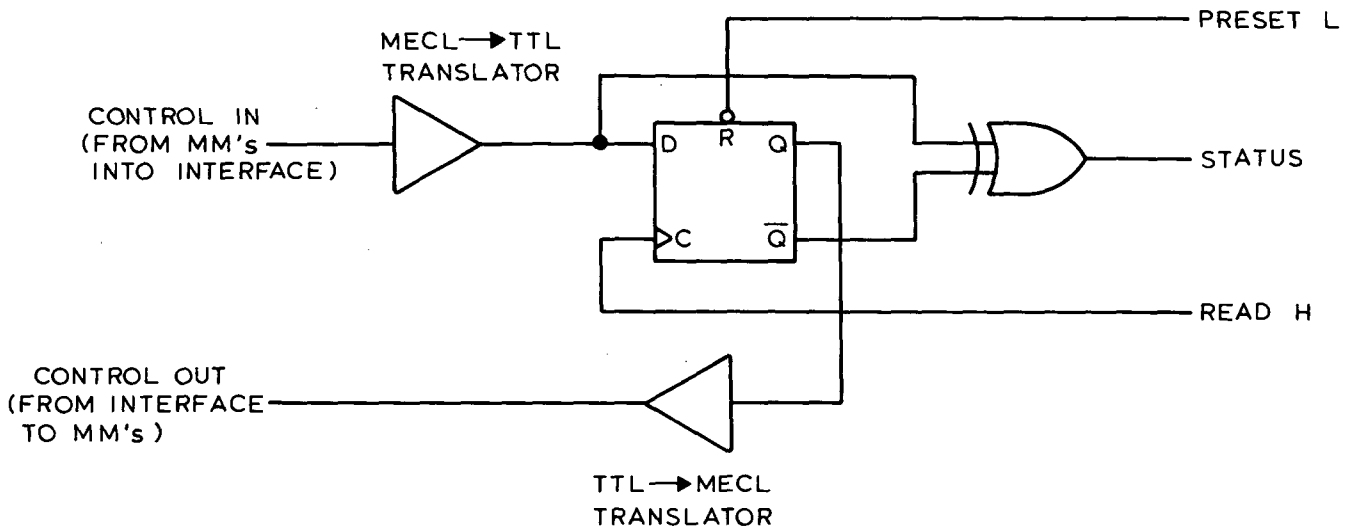 PRESET L
MECL→TTL
TRANSLATOR
CONTROL IN
(FROM MM's
INTO INTERFACE)
D
R
Q
C
Q̅
STATUS
READ H
CONTROL OUT
(FROM INTERFACE
TO MM's)
TTL→MECL
TRANSLATOR